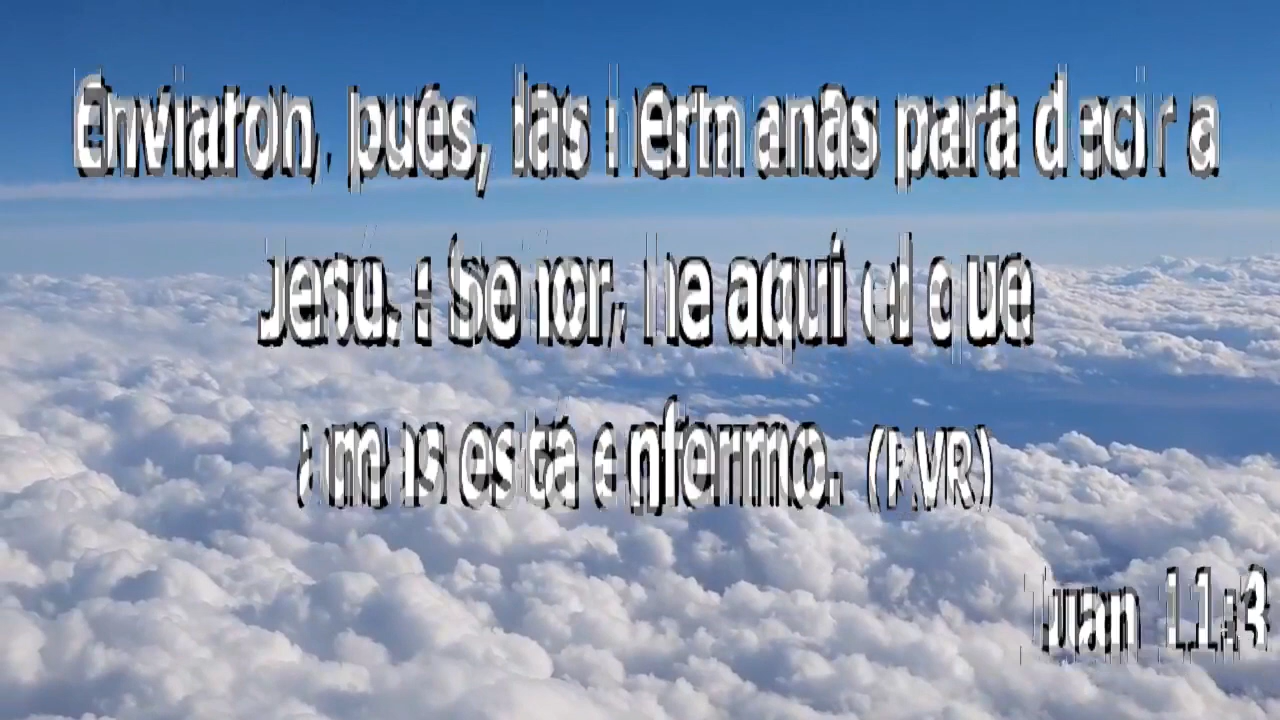 Enviaron, pues, las hermanas para decir a
Jesús: Señor, he aquí el que
amas está enfermo. (RVR)
Juan 11:3